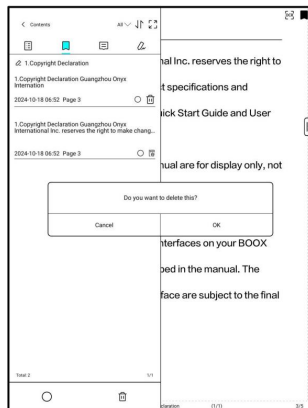 Contents
All
1.Copyright Declaration
1.Copyright Declaration Guangzhou Onyx
Internation
2024-10-18 06:52 Page 3
1.Copyright Declaration Guangzhou Onyx
International Inc. reserves the right to make chang...
2024-10-18 06:52 Page 3
Do you want to delete this?
Cancel
OK
Total 2
1/1
nal Inc. reserves the right to
t specifications and
ick Start Guide and User
nual are for display only, not
nterfaces on your BOOX
bed in the manual. The
face are subject to the final
claration
(1/1)
3/5